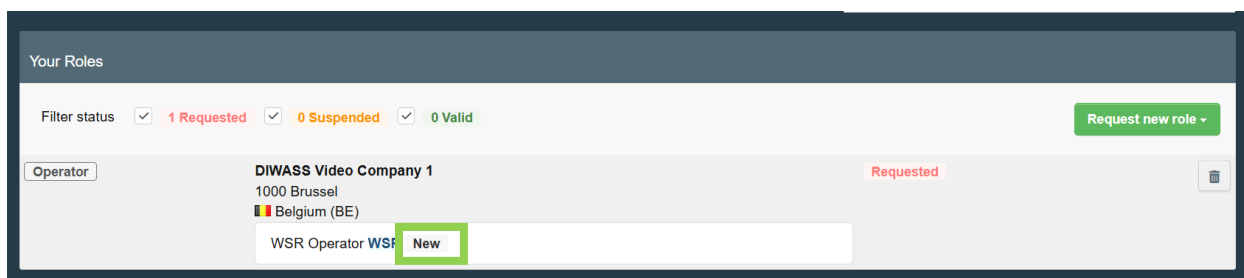 Your Roles
Filter status 1 Requested 0 Suspended 0 Valid Request new role
Operator DIWASS Video Company 1 Requested
1000 Brussel
Belgium (BE)
WSR Operator New